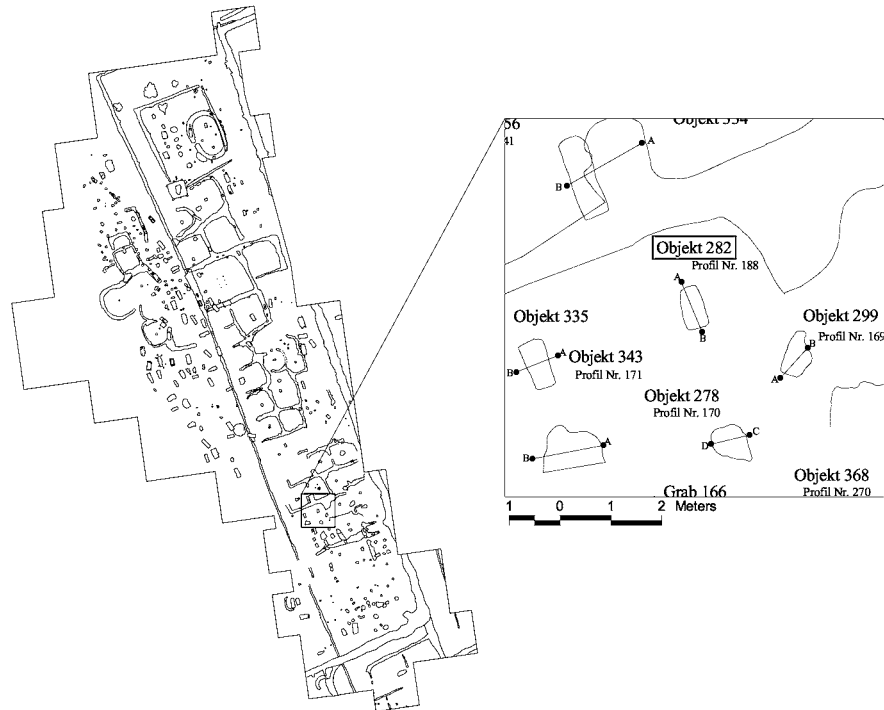 56
41
A
B
Objekt 282
Profil Nr. 188
A
B
Objekt 335
Objekt 299
Profil Nr. 169
B
A
Objekt 343
Profil Nr. 171
A
B
Objekt 278
Profil Nr. 170
A
B
C
D
Objekt 368
Profil Nr. 270
Grab 166
1 0 1 2 Meters